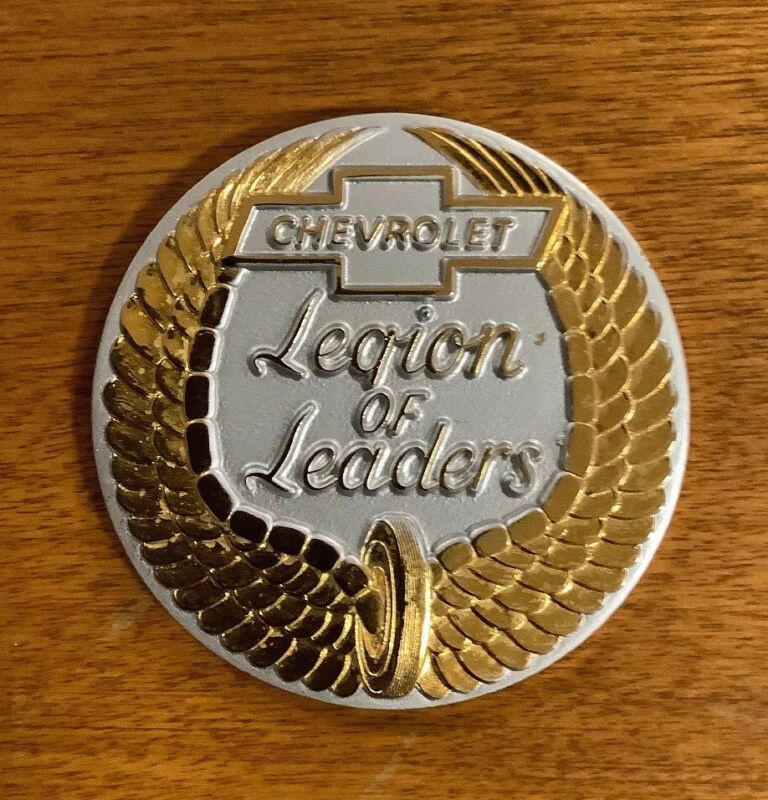 CHEVROLET
Legion
OF
Leaders